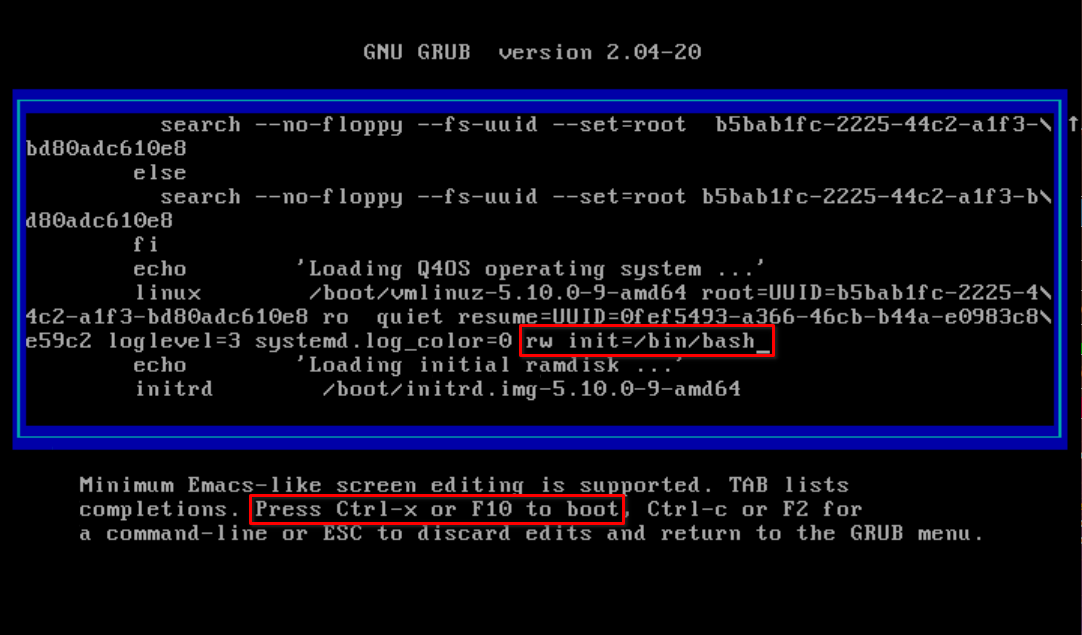 GNU GRUB  version 2.04-20
search --no-floppy --fs-uuid --set=root  b5bab1fc-2225-44c2-a1f3-\ ↑
bd80adc610e8
else
search --no-floppy --fs-uuid --set=root b5bab1fc-2225-44c2-a1f3-b\
d80adc610e8
fi
echo        'Loading Q4OS operating system ...'
linux        /boot/vmlinuz-5.10.0-9-amd64 root=UUID=b5bab1fc-2225-4\
4c2-a1f3-bd80adc610e8 ro  quiet resume=UUID=0fef5493-a366-46cb-b44a-e0983c8\
e59c2 loglevel=3 systemd.log_color=0 rw init=/bin/bash_
echo        'Loading initial ramdisk ...'
initrd        /boot/initrd.img-5.10.0-9-amd64
Minimum Emacs-like screen editing is supported. TAB lists
completions. Press Ctrl-x or F10 to boot, Ctrl-c or F2 for
a command-line or ESC to discard edits and return to the GRUB menu.